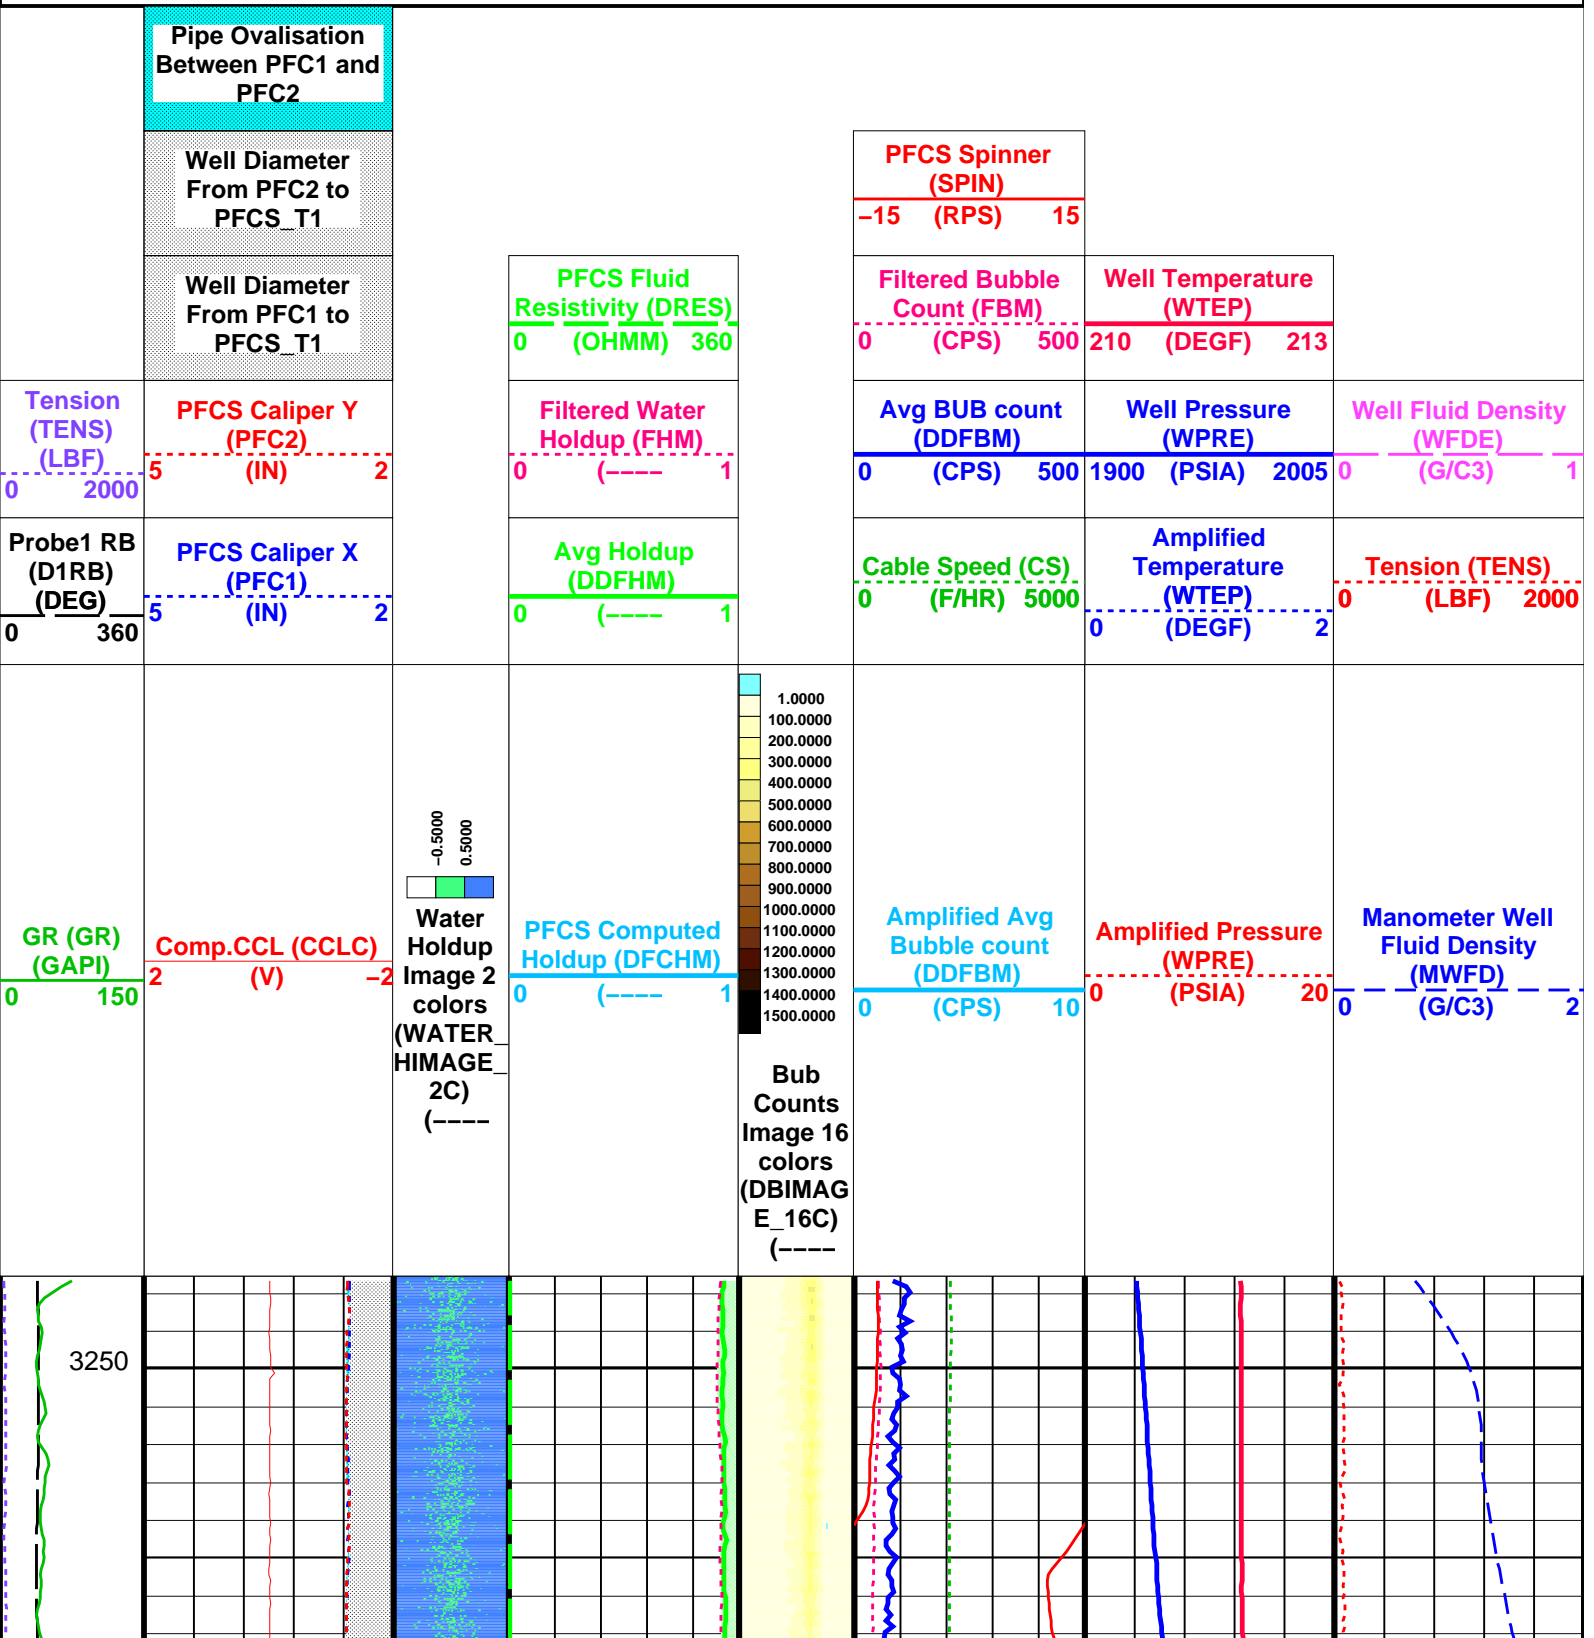 Pipe Ovalisation
Between PFC1 and
PFC2
Well Diameter
From PFC2 to
PFCS_T1
PFCS Spinner
(SPIN)
−15 (RPS) 15
Well Diameter
From PFC1 to
PFCS_T1
PFCS Fluid
Resistivity (DRES)
0 (OHMM) 360
Filtered Bubble
Count (FBM)
0 (CPS) 500
Well Temperature
(WTEP)
210 (DEGF) 213
Tension
(TENS)
(LBF)
0 2000
PFCS Caliper Y
(PFC2)
5 (IN) 2
Filtered Water
Holdup (FHM)
0 (−−−− 1
Avg BUB count
(DDFBM)
0 (CPS) 500
Well Pressure
(WPRE)
1900 (PSIA) 2005
Well Fluid Density
(WFDE)
0 (G/C3) 1
Probe1 RB
(D1RB)
(DEG)
0 360
PFCS Caliper X
(PFC1)
5 (IN) 2
Avg Holdup
(DDFHM)
0 (−−−− 1
Cable Speed (CS)
0 (F/HR) 5000
Amplified
Temperature
(WTEP)
0 (DEGF) 2
Tension (TENS)
0 (LBF) 2000
GR (GR)
(GAPI)
0 150
Comp.CCL (CCLC)
2 (V) −2
−0.5000
0.5000
Water
Holdup
Image 2
colors
(WATER_
HIMAGE_
2C)
(−−−−
PFCS Computed
Holdup (DFCHM)
0 (−−−− 1
1.0000
100.0000
200.0000
300.0000
400.0000
500.0000
600.0000
700.0000
800.0000
900.0000
1000.0000
1100.0000
1200.0000
1300.0000
1400.0000
1500.0000
Bub
Counts
Image 16
colors
(DBIMAG
E_16C)
(−−−−
Amplified Avg
Bubble count
(DDFBM)
0 (CPS) 10
Amplified Pressure
(WPRE)
0 (PSIA) 20
Manometer Well
Fluid Density
(MWFD)
0 (G/C3) 2
3250